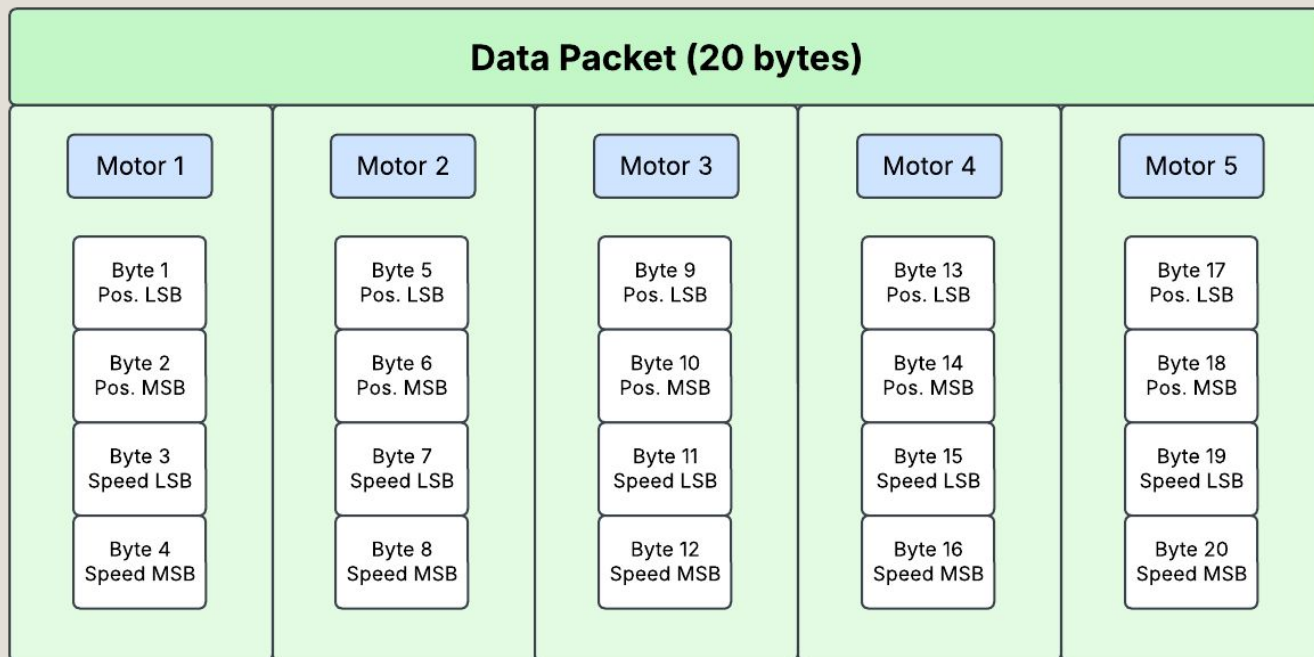 Data Packet (20 bytes)
Motor 1
Byte 1
Pos. LSB
Byte 2
Pos. MSB
Byte 3
Speed LSB
Byte 4
Speed MSB
Motor 2
Byte 5
Pos. LSB
Byte 6
Pos. MSB
Byte 7
Speed LSB
Byte 8
Speed MSB
Motor 3
Byte 9
Pos. LSB
Byte 10
Pos. MSB
Byte 11
Speed LSB
Byte 12
Speed MSB
Motor 4
Byte 13
Pos. LSB
Byte 14
Pos. MSB
Byte 15
Speed LSB
Byte 16
Speed MSB
Motor 5
Byte 17
Pos. LSB
Byte 18
Pos. MSB
Byte 19
Speed LSB
Byte 20
Speed MSB